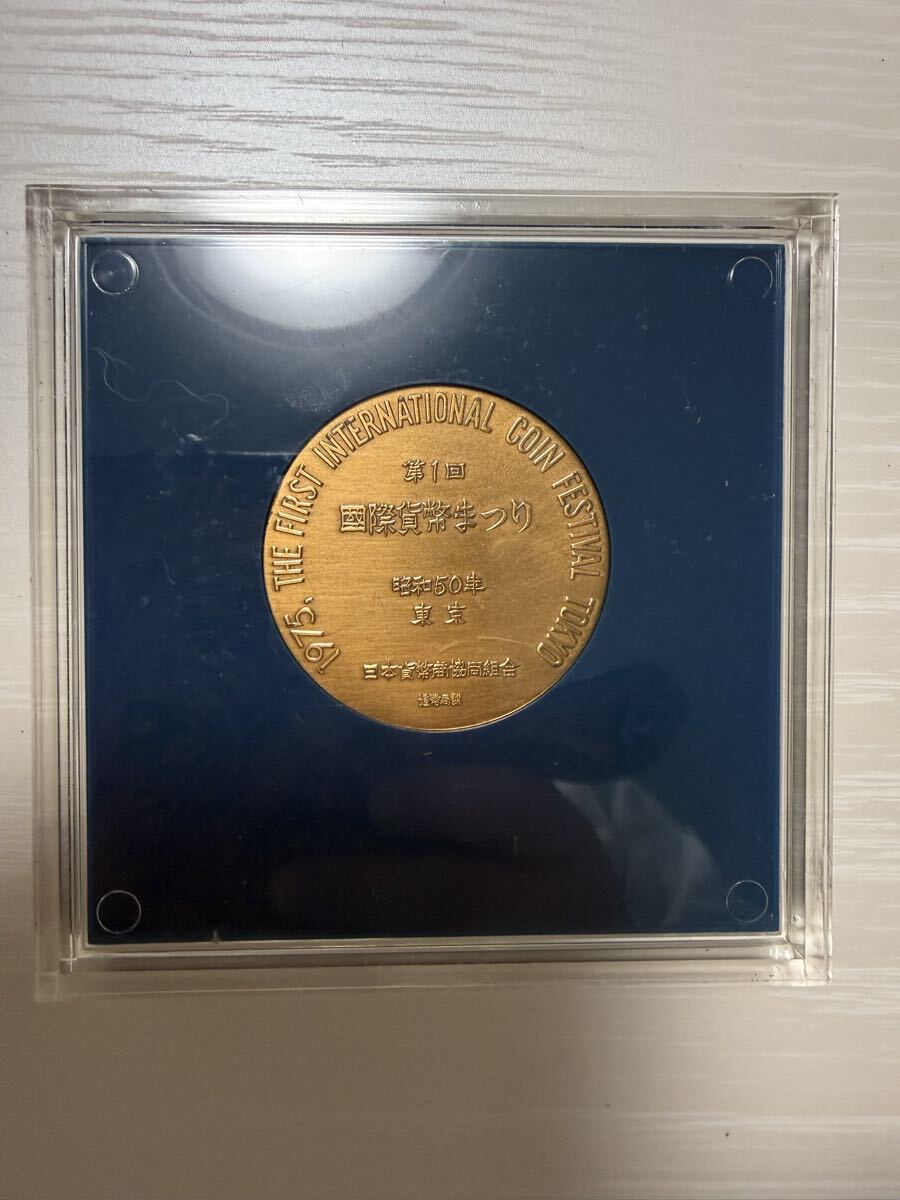 1975. THE FIRST INTERNATIONAL COIN FESTIVAL TOKYO
第1回
國際貨幣まつり
昭和50年
東京
日本貨幣商協同組合
造幣局製